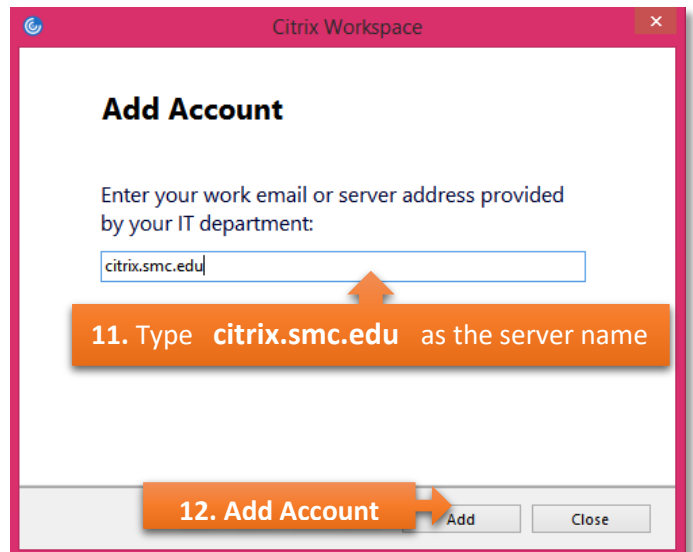 Citrix Workspace
Add Account
Enter your work email or server address provided
by your IT department:
citrix.smc.edu
11. Type citrix.smc.edu as the server name
12. Add Account
Add
Close